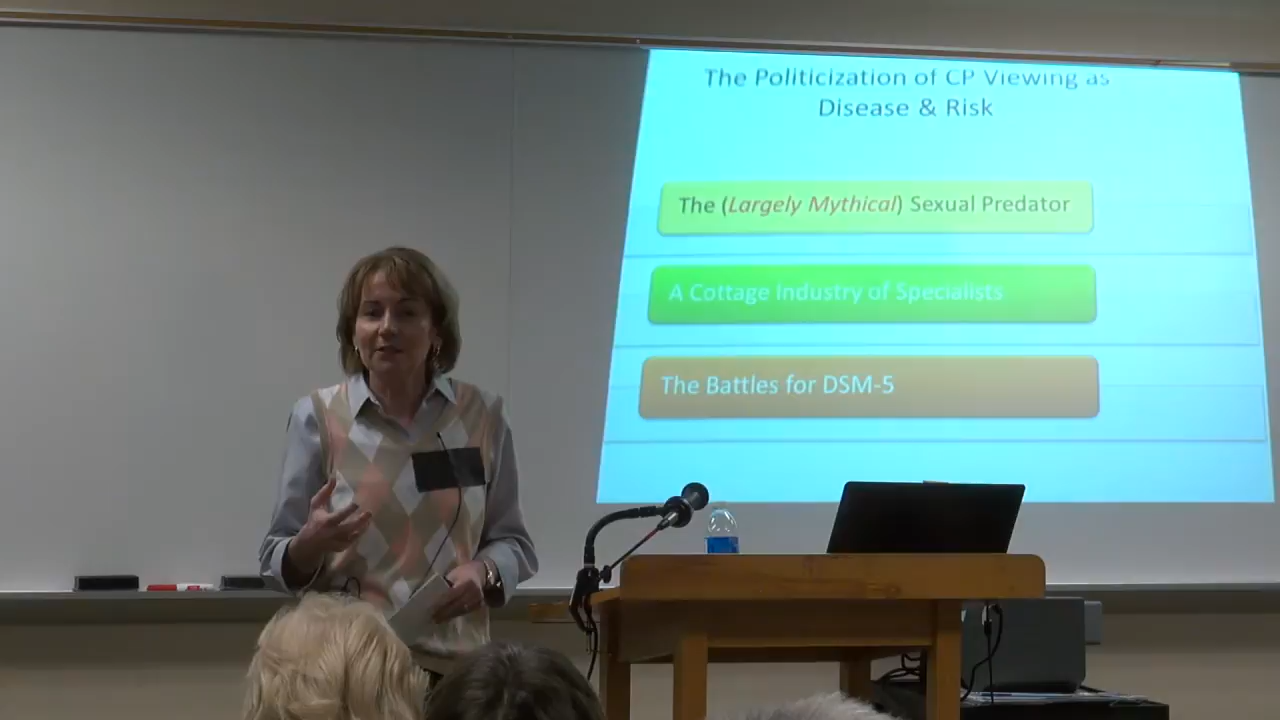 The Politicization of CP Viewing as
Disease & Risk
The (Largely Mythical) Sexual Predator
A Cottage Industry of Specialists
The Battles for DSM-5